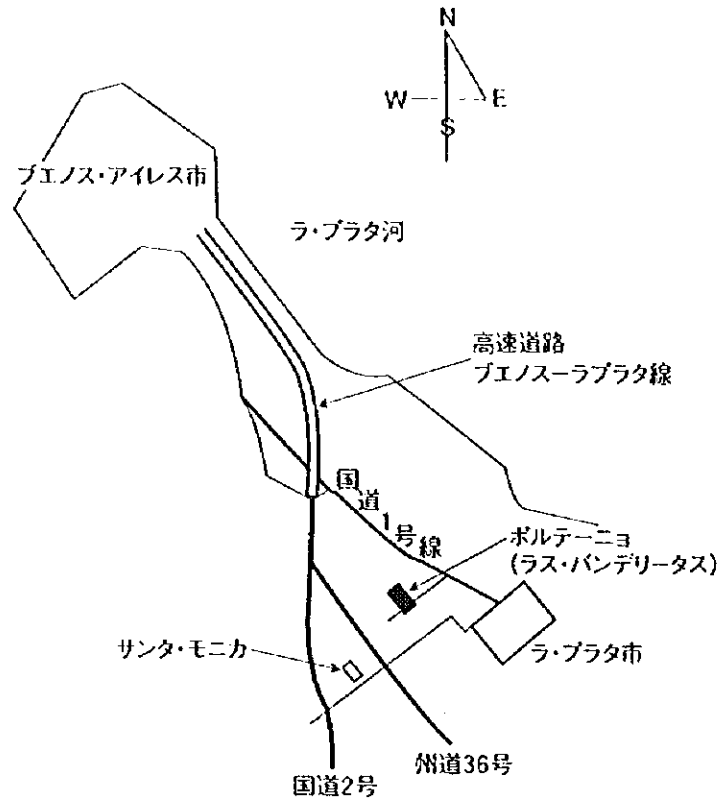 N
W
E
S
ブエノス・アイレス市
ラ・プラタ河
高速道路
ブエノスーラプラタ線
国道1号線
ポルテーニョ
(ラス・バンデリータス)
サンタ・モニカ
ラ・プラタ市
州道36号
国道2号